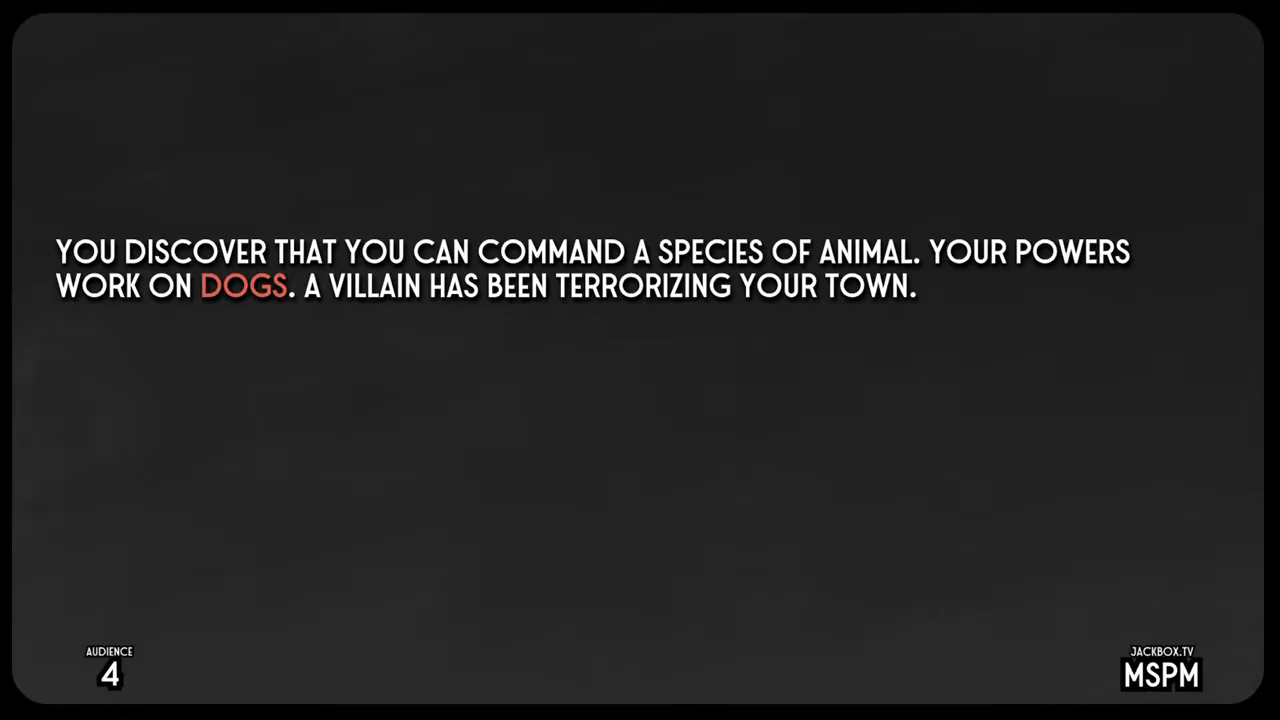 YOU DISCOVER THAT YOU CAN COMMAND A SPECIES OF ANIMAL. YOUR POWERS
WORK ON DOGS. A VILLAIN HAS BEEN TERRORIZING YOUR TOWN.
AUDIENCE
4
JACKBOX.TV
MSPM